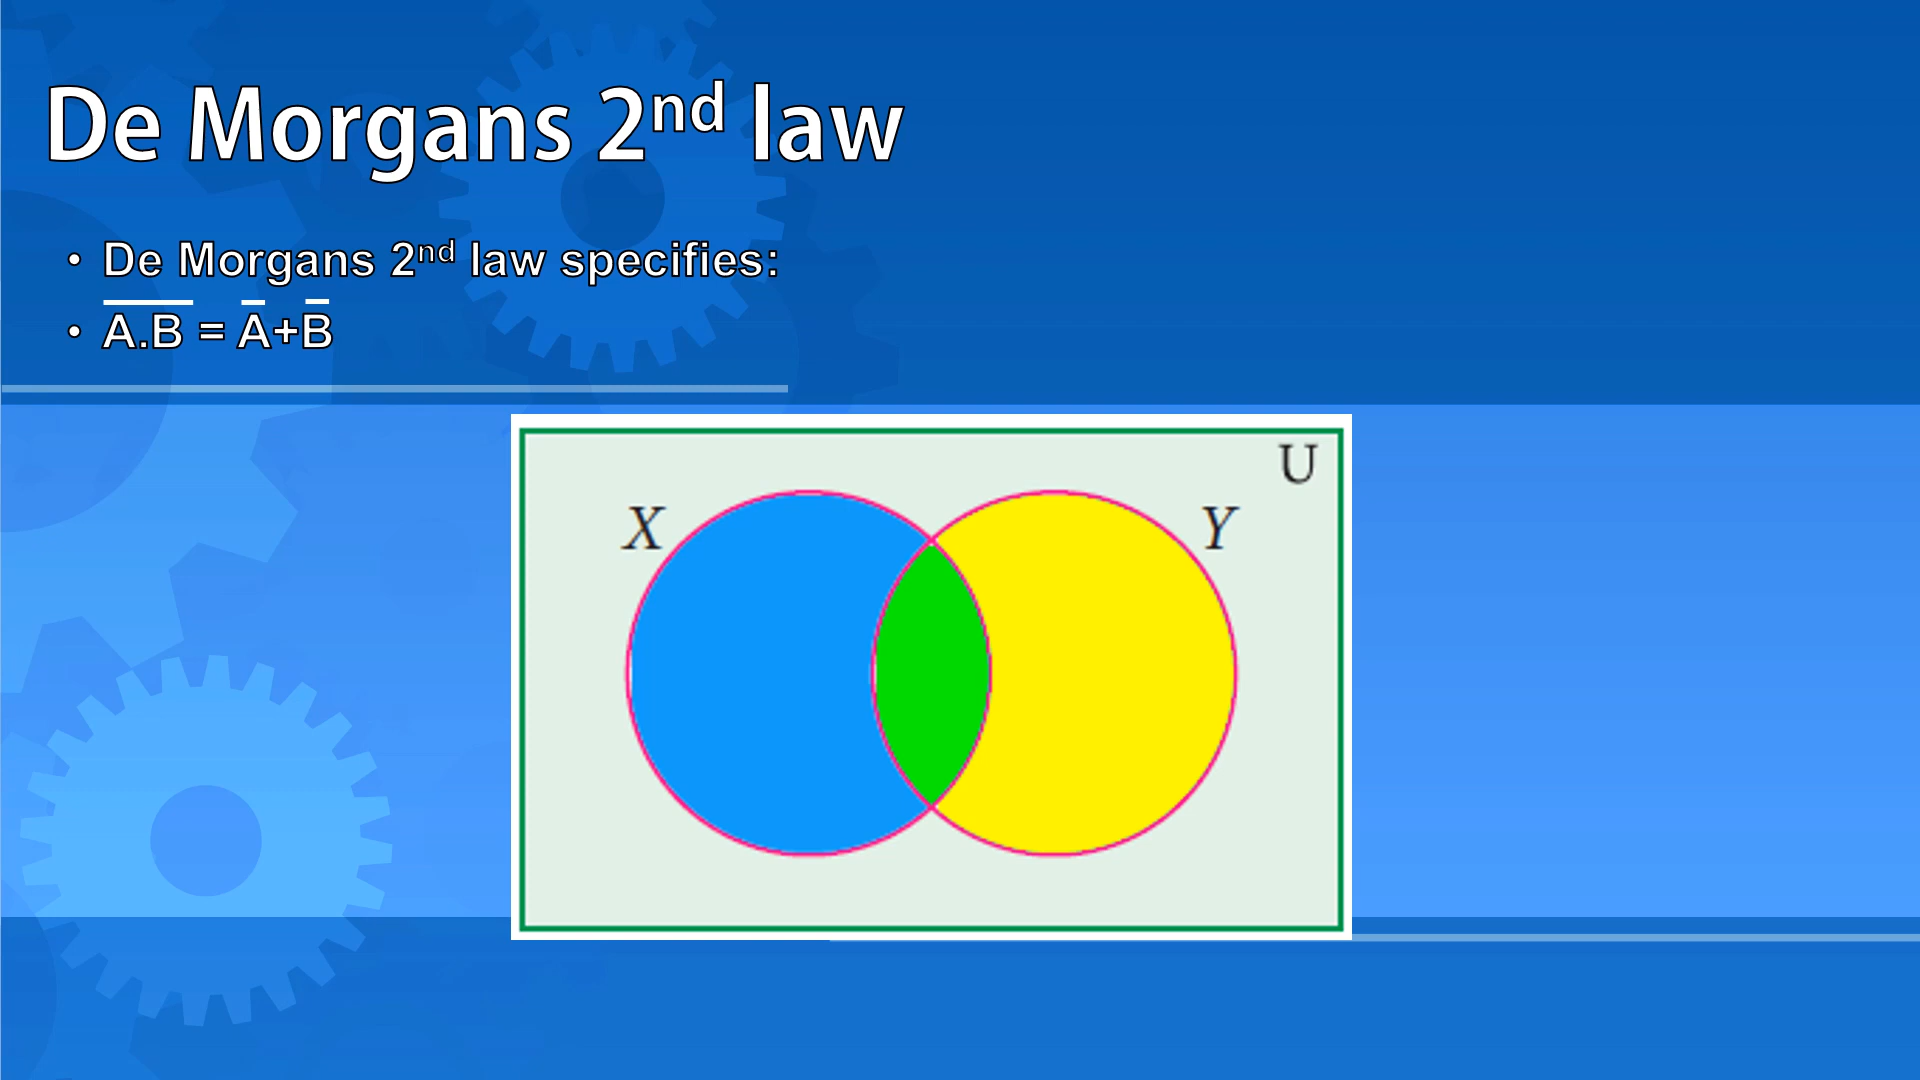 De Morgans 2ⁿᵈ law
• De Morgans 2ⁿᵈ law specifies:
• A̅.̅B̅ = A̅+B̅
U
X
Y